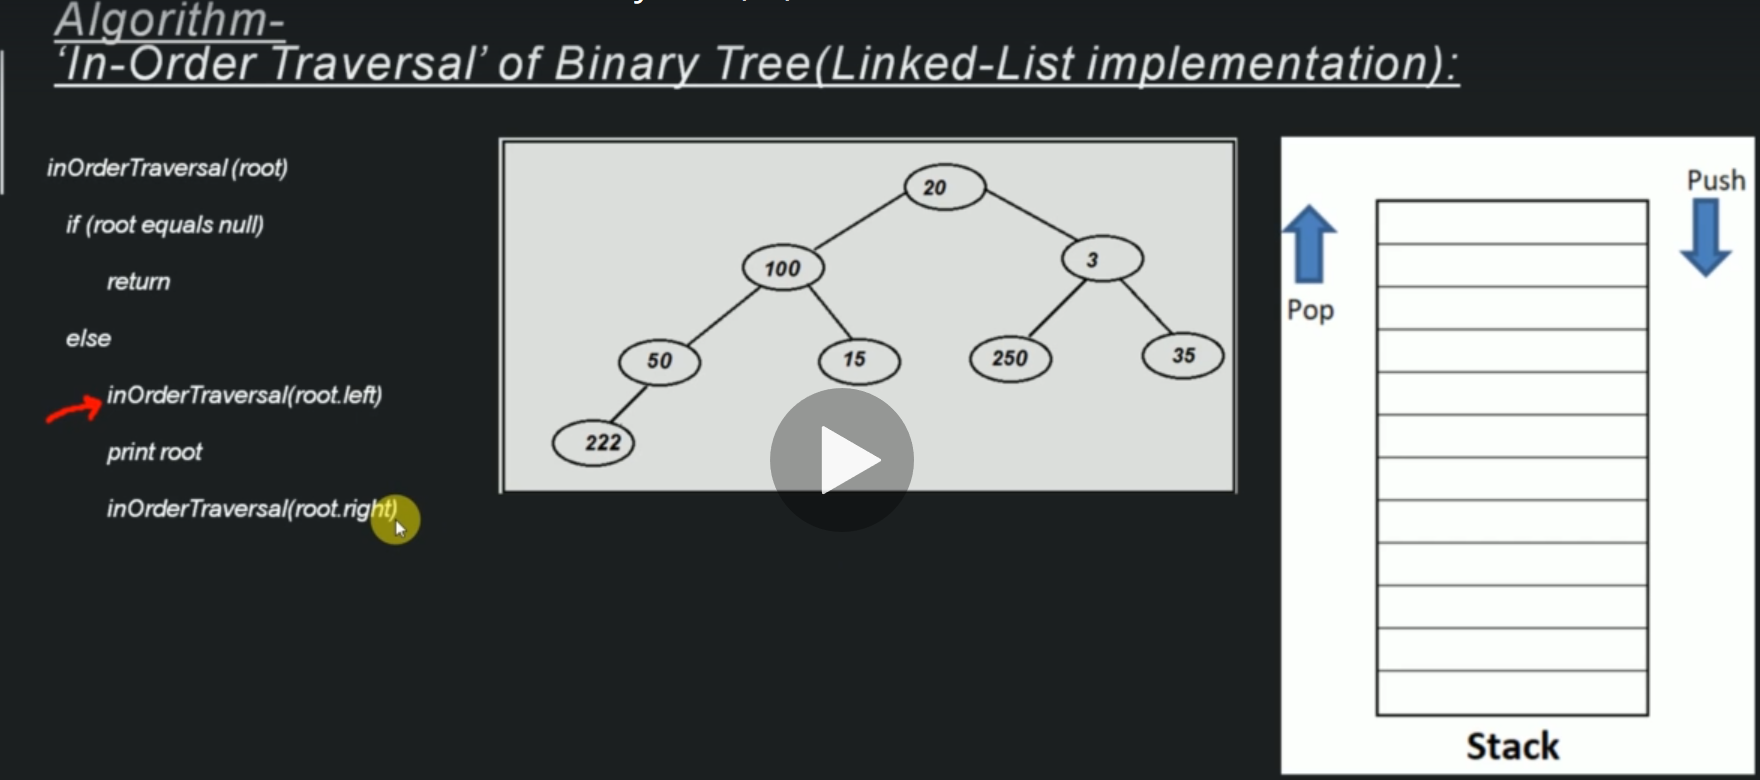 Algorithm-
‘In-Order Traversal’ of Binary Tree(Linked-List implementation):
inOrderTraversal(root)
if (root equals null)
return
else
inOrderTraversal(root.left)
print root
inOrderTraversal(root.right)
20
100
3
50
15
250
35
222
Push
Pop
Stack